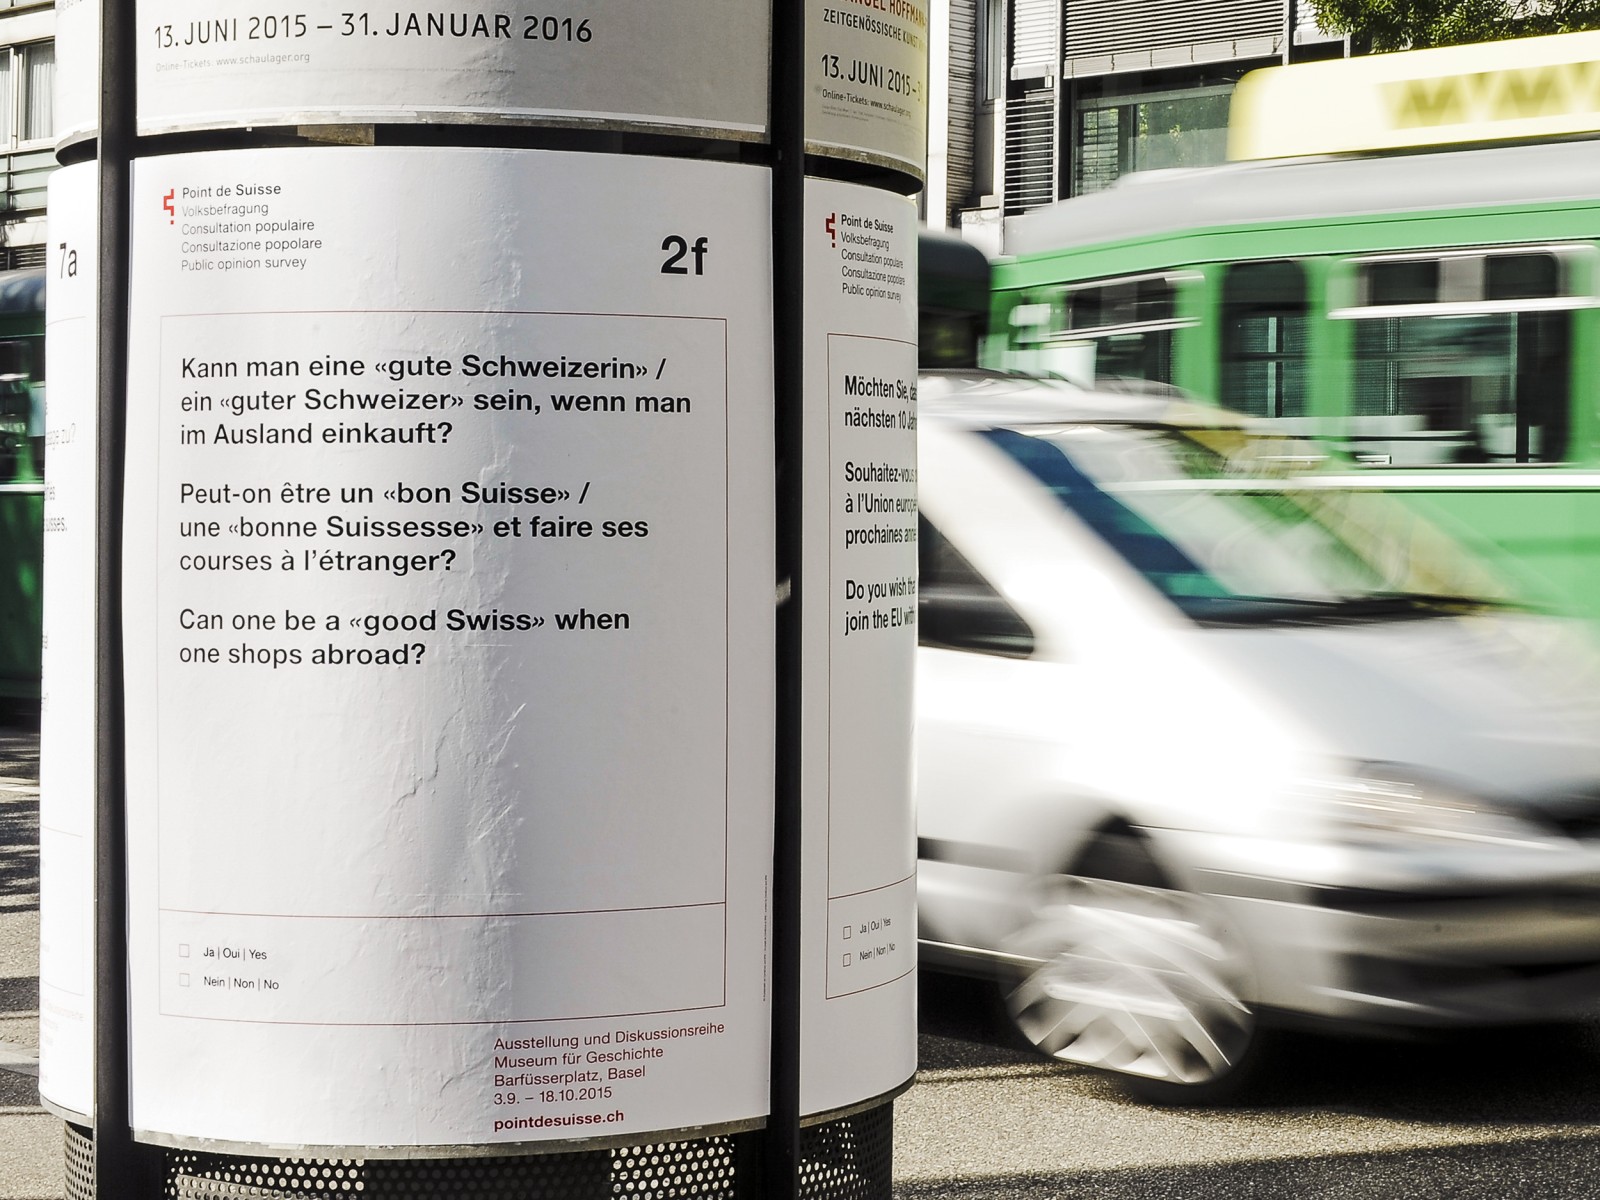 13. JUNI 2015 – 31. JANUAR 2016
Online-Tickets: www.schaulager.org
HOFFMANN
ZEITGENÖSSISCHE KUNST
13. JUNI 2015 –
Online-Tickets: www.schaulager.org
7a
zu?
Point de Suisse
Volksbefragung
Consultation populaire
Consultazione popolare
Public opinion survey
2f
Kann man eine «gute Schweizerin» /
ein «guter Schweizer» sein, wenn man
im Ausland einkauft?
Peut-on être un «bon Suisse» /
une «bonne Suissesse» et faire ses
courses à l’étranger?
Can one be a «good Swiss» when
one shops abroad?
Ja | Oui | Yes
Nein | Non | No
Ausstellung und Diskussionsreihe
Museum für Geschichte
Barfüsserplatz, Basel
3.9. – 18.10.2015
pointdesuisse.ch
Point de Suisse
Volksbefragung
Consultation populaire
Consultazione popolare
Public opinion survey
Möchten Sie,
nächsten 10
Souhaitez-vous
à l’Union
prochaines
Do you wish
join the EU
Ja | Oui | Yes
Nein | Non | No